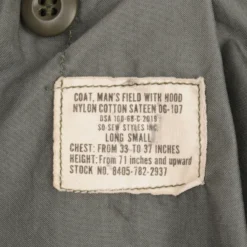 COAT, MAN'S FIELD WITH HOOD
NYLON COTTON SATEEN OG-107
DSA 100-68-C-2019
SO SEW STYLES INC.
LONG SMALL
CHEST: FROM 33 TO 37 INCHES
HEIGHT: From 71 inches and upward
STOCK NO. 8405-782-2937